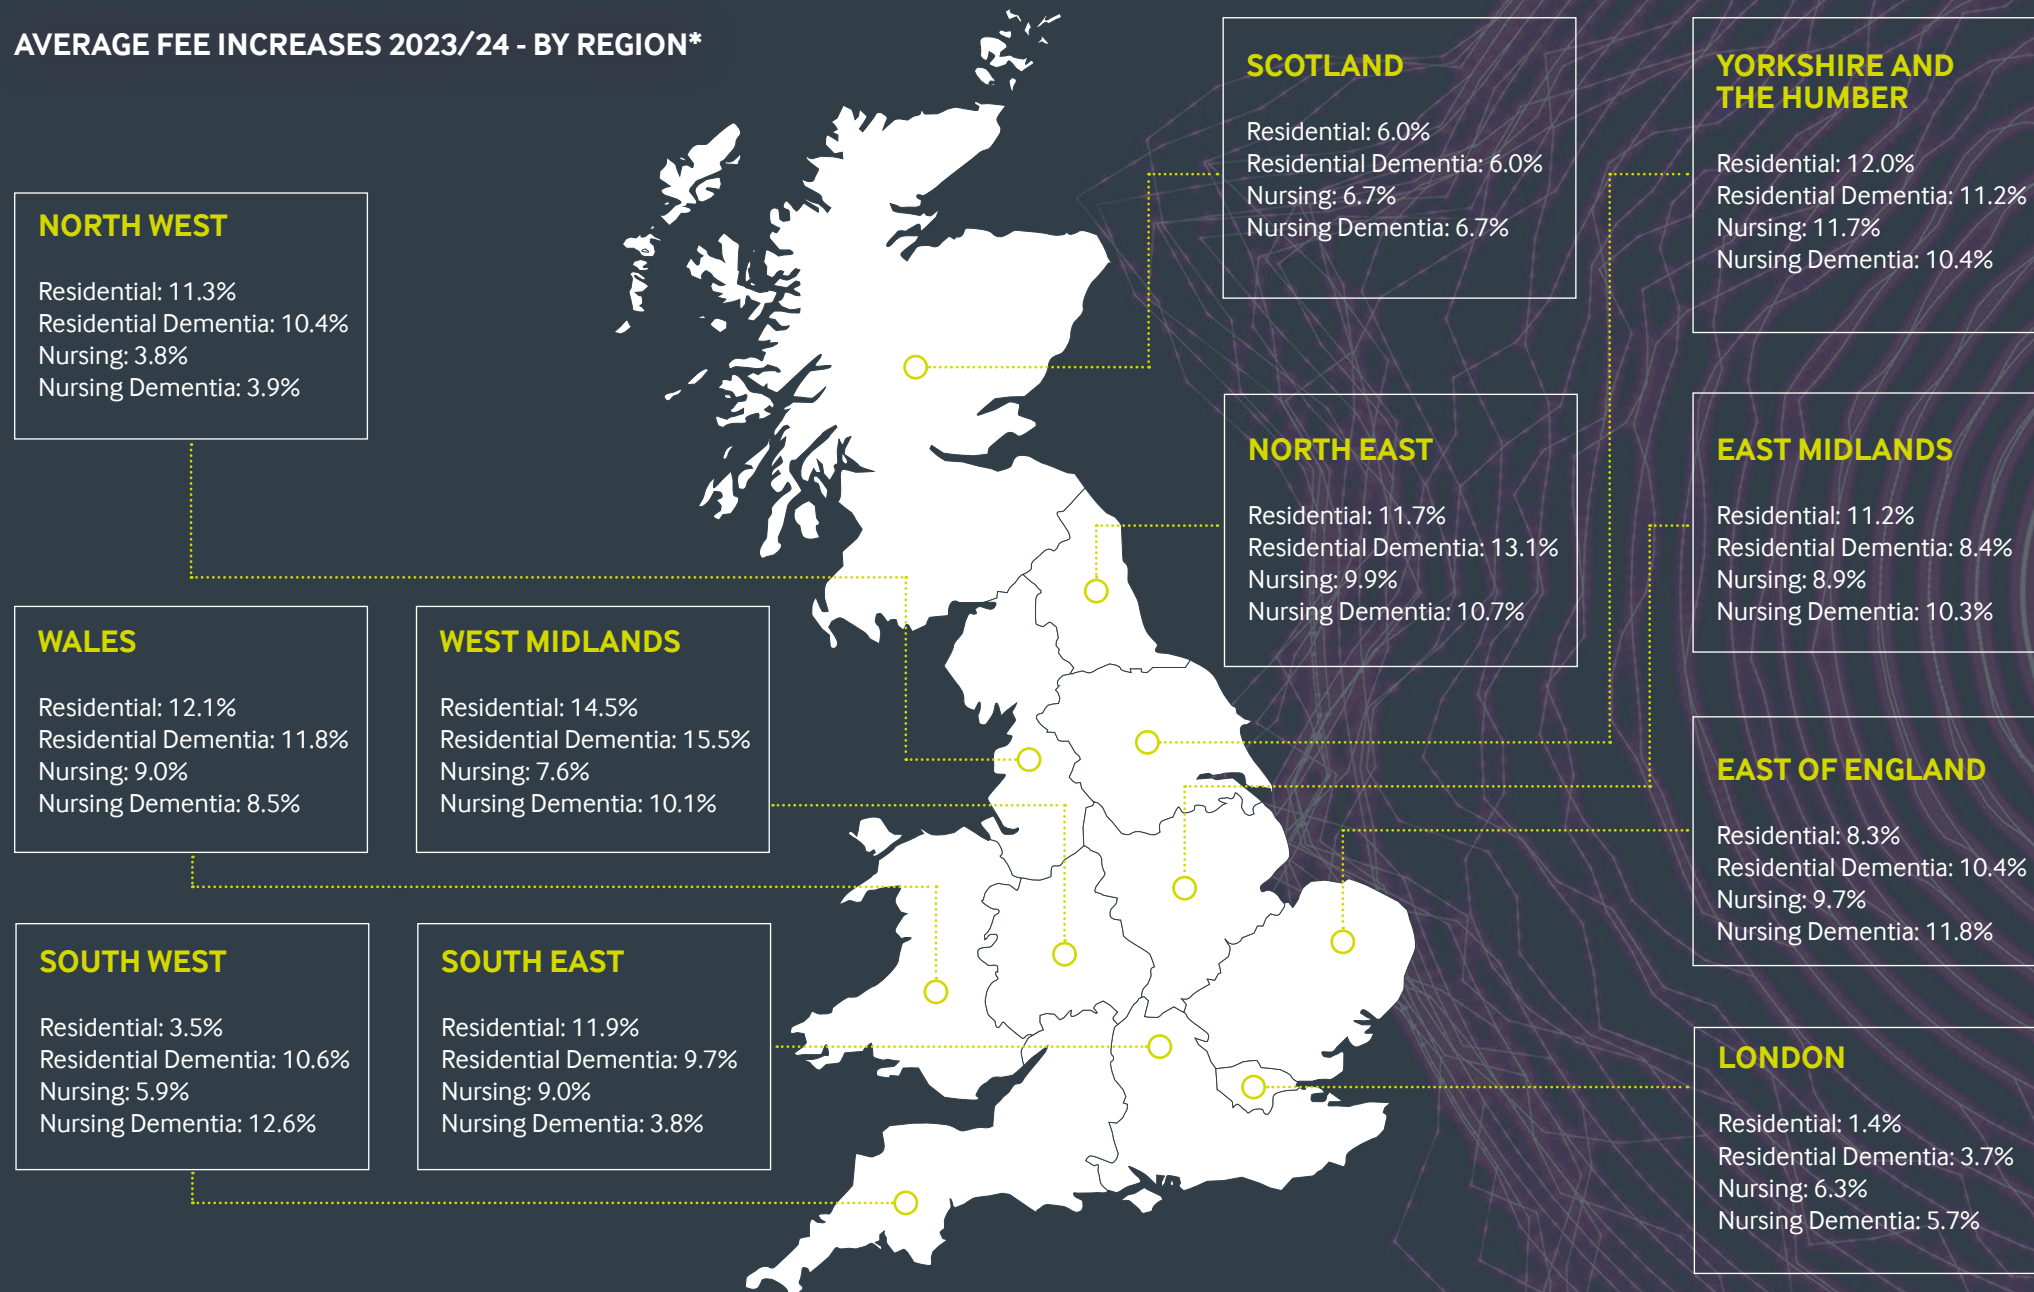 AVERAGE FEE INCREASES 2023/24 - BY REGION*
NORTH WEST
Residential: 11.3%
Residential Dementia: 10.4%
Nursing: 3.8%
Nursing Dementia: 3.9%
WALES
Residential: 12.1%
Residential Dementia: 11.8%
Nursing: 9.0%
Nursing Dementia: 8.5%
WEST MIDLANDS
Residential: 14.5%
Residential Dementia: 15.5%
Nursing: 7.6%
Nursing Dementia: 10.1%
SOUTH WEST
Residential: 3.5%
Residential Dementia: 10.6%
Nursing: 5.9%
Nursing Dementia: 12.6%
SOUTH EAST
Residential: 11.9%
Residential Dementia: 9.7%
Nursing: 9.0%
Nursing Dementia: 3.8%
SCOTLAND
Residential: 6.0%
Residential Dementia: 6.0%
Nursing: 6.7%
Nursing Dementia: 6.7%
NORTH EAST
Residential: 11.7%
Residential Dementia: 13.1%
Nursing: 9.9%
Nursing Dementia: 10.7%
YORKSHIRE AND
THE HUMBER
Residential: 12.0%
Residential Dementia: 11.2%
Nursing: 11.7%
Nursing Dementia: 10.4%
EAST MIDLANDS
Residential: 11.2%
Residential Dementia: 8.4%
Nursing: 8.9%
Nursing Dementia: 10.3%
EAST OF ENGLAND
Residential: 8.3%
Residential Dementia: 10.4%
Nursing: 9.7%
Nursing Dementia: 11.8%
LONDON
Residential: 1.4%
Residential Dementia: 3.7%
Nursing: 6.3%
Nursing Dementia: 5.7%